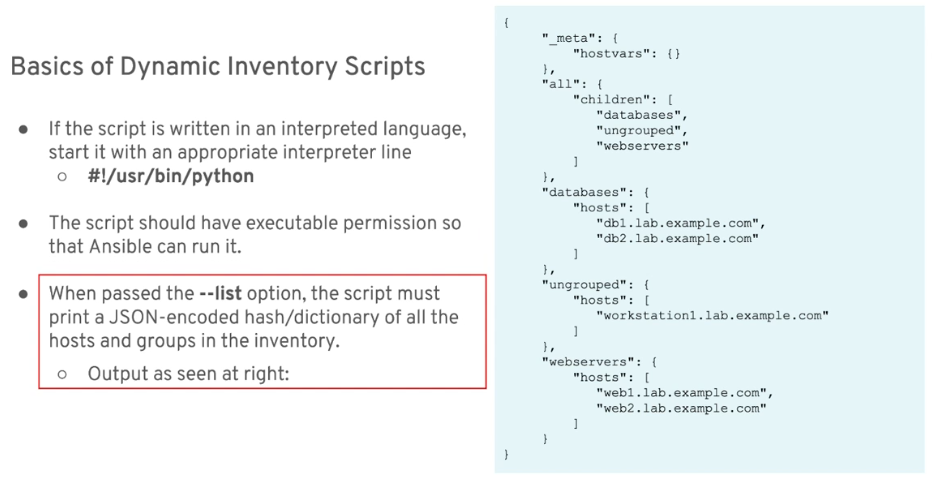 Basics of Dynamic Inventory Scripts
● If the script is written in an interpreted language,
start it with an appropriate interpreter line
○ #!/usr/bin/python
● The script should have executable permission so
that Ansible can run it.
● When passed the --list option, the script must
print a JSON-encoded hash/dictionary of all the
hosts and groups in the inventory.
○ Output as seen at right:
{
    "_meta": {
        "hostvars": {}
    },
    "all": {
        "children": [
            "databases",
            "ungrouped",
            "webservers"
        ]
    },
    "databases": {
        "hosts": [
            "db1.lab.example.com",
            "db2.lab.example.com"
        ]
    },
    "ungrouped": {
        "hosts": [
            "workstation1.lab.example.com"
        ]
    },
    "webservers": {
        "hosts": [
            "web1.lab.example.com",
            "web2.lab.example.com"
        ]
    }
}